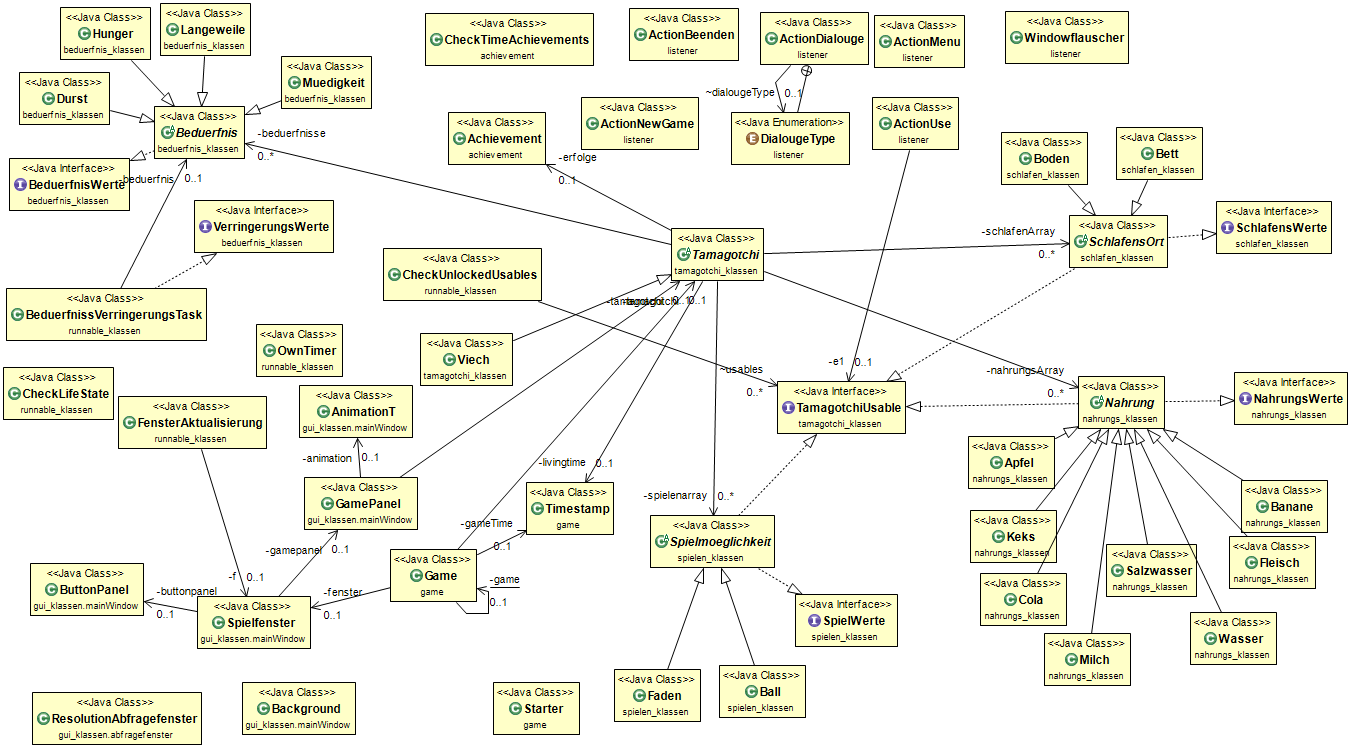 <<Java Class>>
Hunger
beduerfnis_klassen
<<Java Class>>
Langeweile
beduerfnis_klassen
<<Java Class>>
CheckTimeAchievements
achievement
<<Java Class>>
ActionBeenden
listener
<<Java Class>>
ActionDialouge
listener
<<Java Class>>
ActionMenu
listener
<<Java Class>>
Windowflauscher
listener
<<Java Class>>
Durst
beduerfnis_klassen
<<Java Class>>
Muedigkeit
beduerfnis_klassen
~dialougeType
0..1
<<Java Class>>
Beduerfnis
beduerfnis_klassen
-beduerfnisse
0..*
<<Java Class>>
Achievement
achievement
<<Java Class>>
ActionNewGame
listener
<<Java Enumeration>>
DialougeType
listener
<<Java Class>>
ActionUse
listener
<<Java Class>>
Boden
schlafen_klassen
<<Java Class>>
Bett
schlafen_klassen
<<Java Interface>>
BeduerfnisWerte
beduerfnis_klassen
-beduerfnis
0..1
-erfolge
0..1
<<Java Interface>>
VerringerungsWerte
beduerfnis_klassen
<<Java Class>>
Tamagotchi
tamagotchi_klassen
-schlafenArray
0..*
<<Java Class>>
SchlafensOrt
schlafen_klassen
<<Java Interface>>
SchlafensWerte
schlafen_klassen
<<Java Class>>
CheckUnlockedUsables
runnable_klassen
<<Java Class>>
BeduerfnissVerringerungsTask
runnable_klassen
-tamagotchi
0..1
-tamagotchi
0..1
<<Java Class>>
OwnTimer
runnable_klassen
<<Java Class>>
Viech
tamagotchi_klassen
~usables
0..*
-e1
0..1
-nahrungsArray
0..*
<<Java Class>>
CheckLifeState
runnable_klassen
<<Java Class>>
FensterAktualisierung
runnable_klassen
<<Java Class>>
AnimationT
gui_klassen.mainWindow
<<Java Interface>>
TamagotchiUsable
tamagotchi_klassen
<<Java Class>>
Nahrung
nahrungs_klassen
<<Java Interface>>
NahrungsWerte
nahrungs_klassen
-animation
0..1
-livingtime
0..1
<<Java Class>>
Apfel
nahrungs_klassen
<<Java Class>>
GamePanel
gui_klassen.mainWindow
<<Java Class>>
Timestamp
game
-spielenarray
0..*
<<Java Class>>
Banane
nahrungs_klassen
-gameTime
0..1
<<Java Class>>
Spielmoeglichkeit
spielen_klassen
<<Java Class>>
Keks
nahrungs_klassen
<<Java Class>>
Salzwasser
nahrungs_klassen
<<Java Class>>
Fleisch
nahrungs_klassen
-gamepanel
0..1
<<Java Class>>
Game
game
-game
0..1
<<Java Class>>
ButtonPanel
gui_klassen.mainWindow
-buttonpanel
0..1
-f
0..1
-fenster
0..1
<<Java Class>>
Spielfenster
gui_klassen.mainWindow
<<Java Interface>>
SpielWerte
spielen_klassen
<<Java Class>>
Cola
nahrungs_klassen
<<Java Class>>
Milch
nahrungs_klassen
<<Java Class>>
Wasser
nahrungs_klassen
<<Java Class>>
Faden
spielen_klassen
<<Java Class>>
Ball
spielen_klassen
<<Java Class>>
ResolutionAbfragefenster
gui_klassen.abfragefenster
<<Java Class>>
Background
gui_klassen.mainWindow
<<Java Class>>
Starter
game